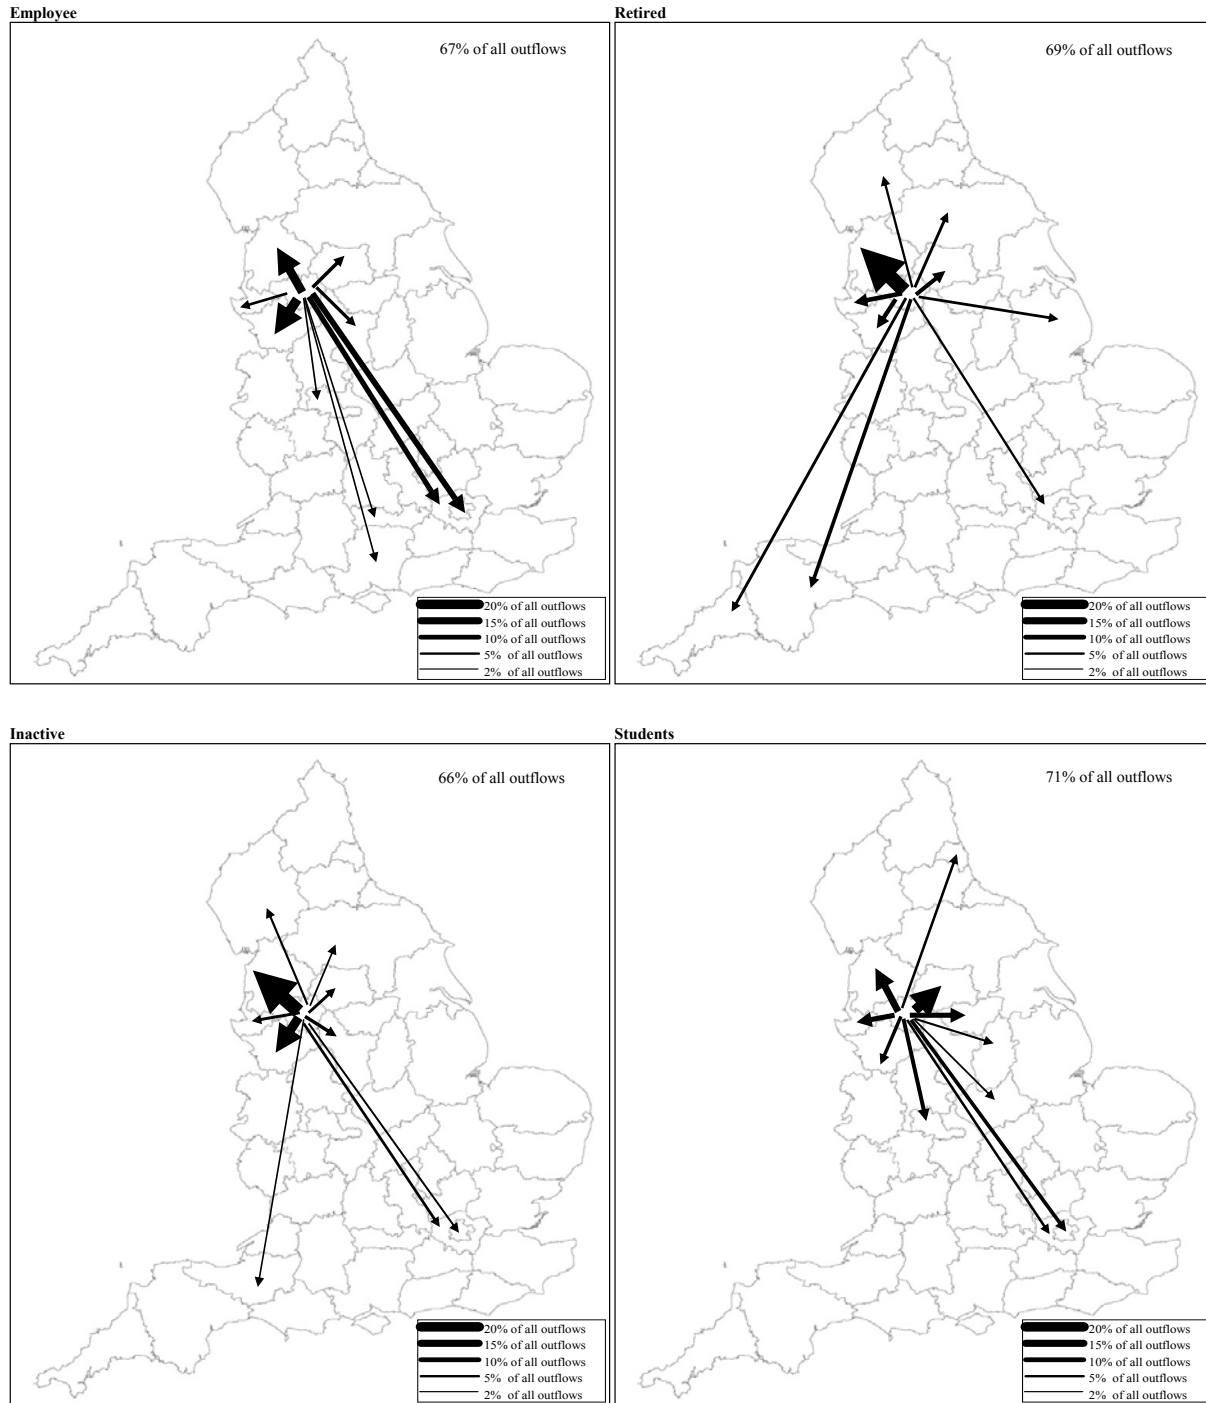 Employee
67% of all outflows
20% of all outflows
15% of all outflows
10% of all outflows
5%  of all outflows
2%  of all outflows
Retired
69% of all outflows
20% of all outflows
15% of all outflows
10% of all outflows
5%  of all outflows
2%  of all outflows
Inactive
66% of all outflows
20% of all outflows
15% of all outflows
10% of all outflows
5%  of all outflows
2%  of all outflows
Students
71% of all outflows
20% of all outflows
15% of all outflows
10% of all outflows
5%  of all outflows
2%  of all outflows